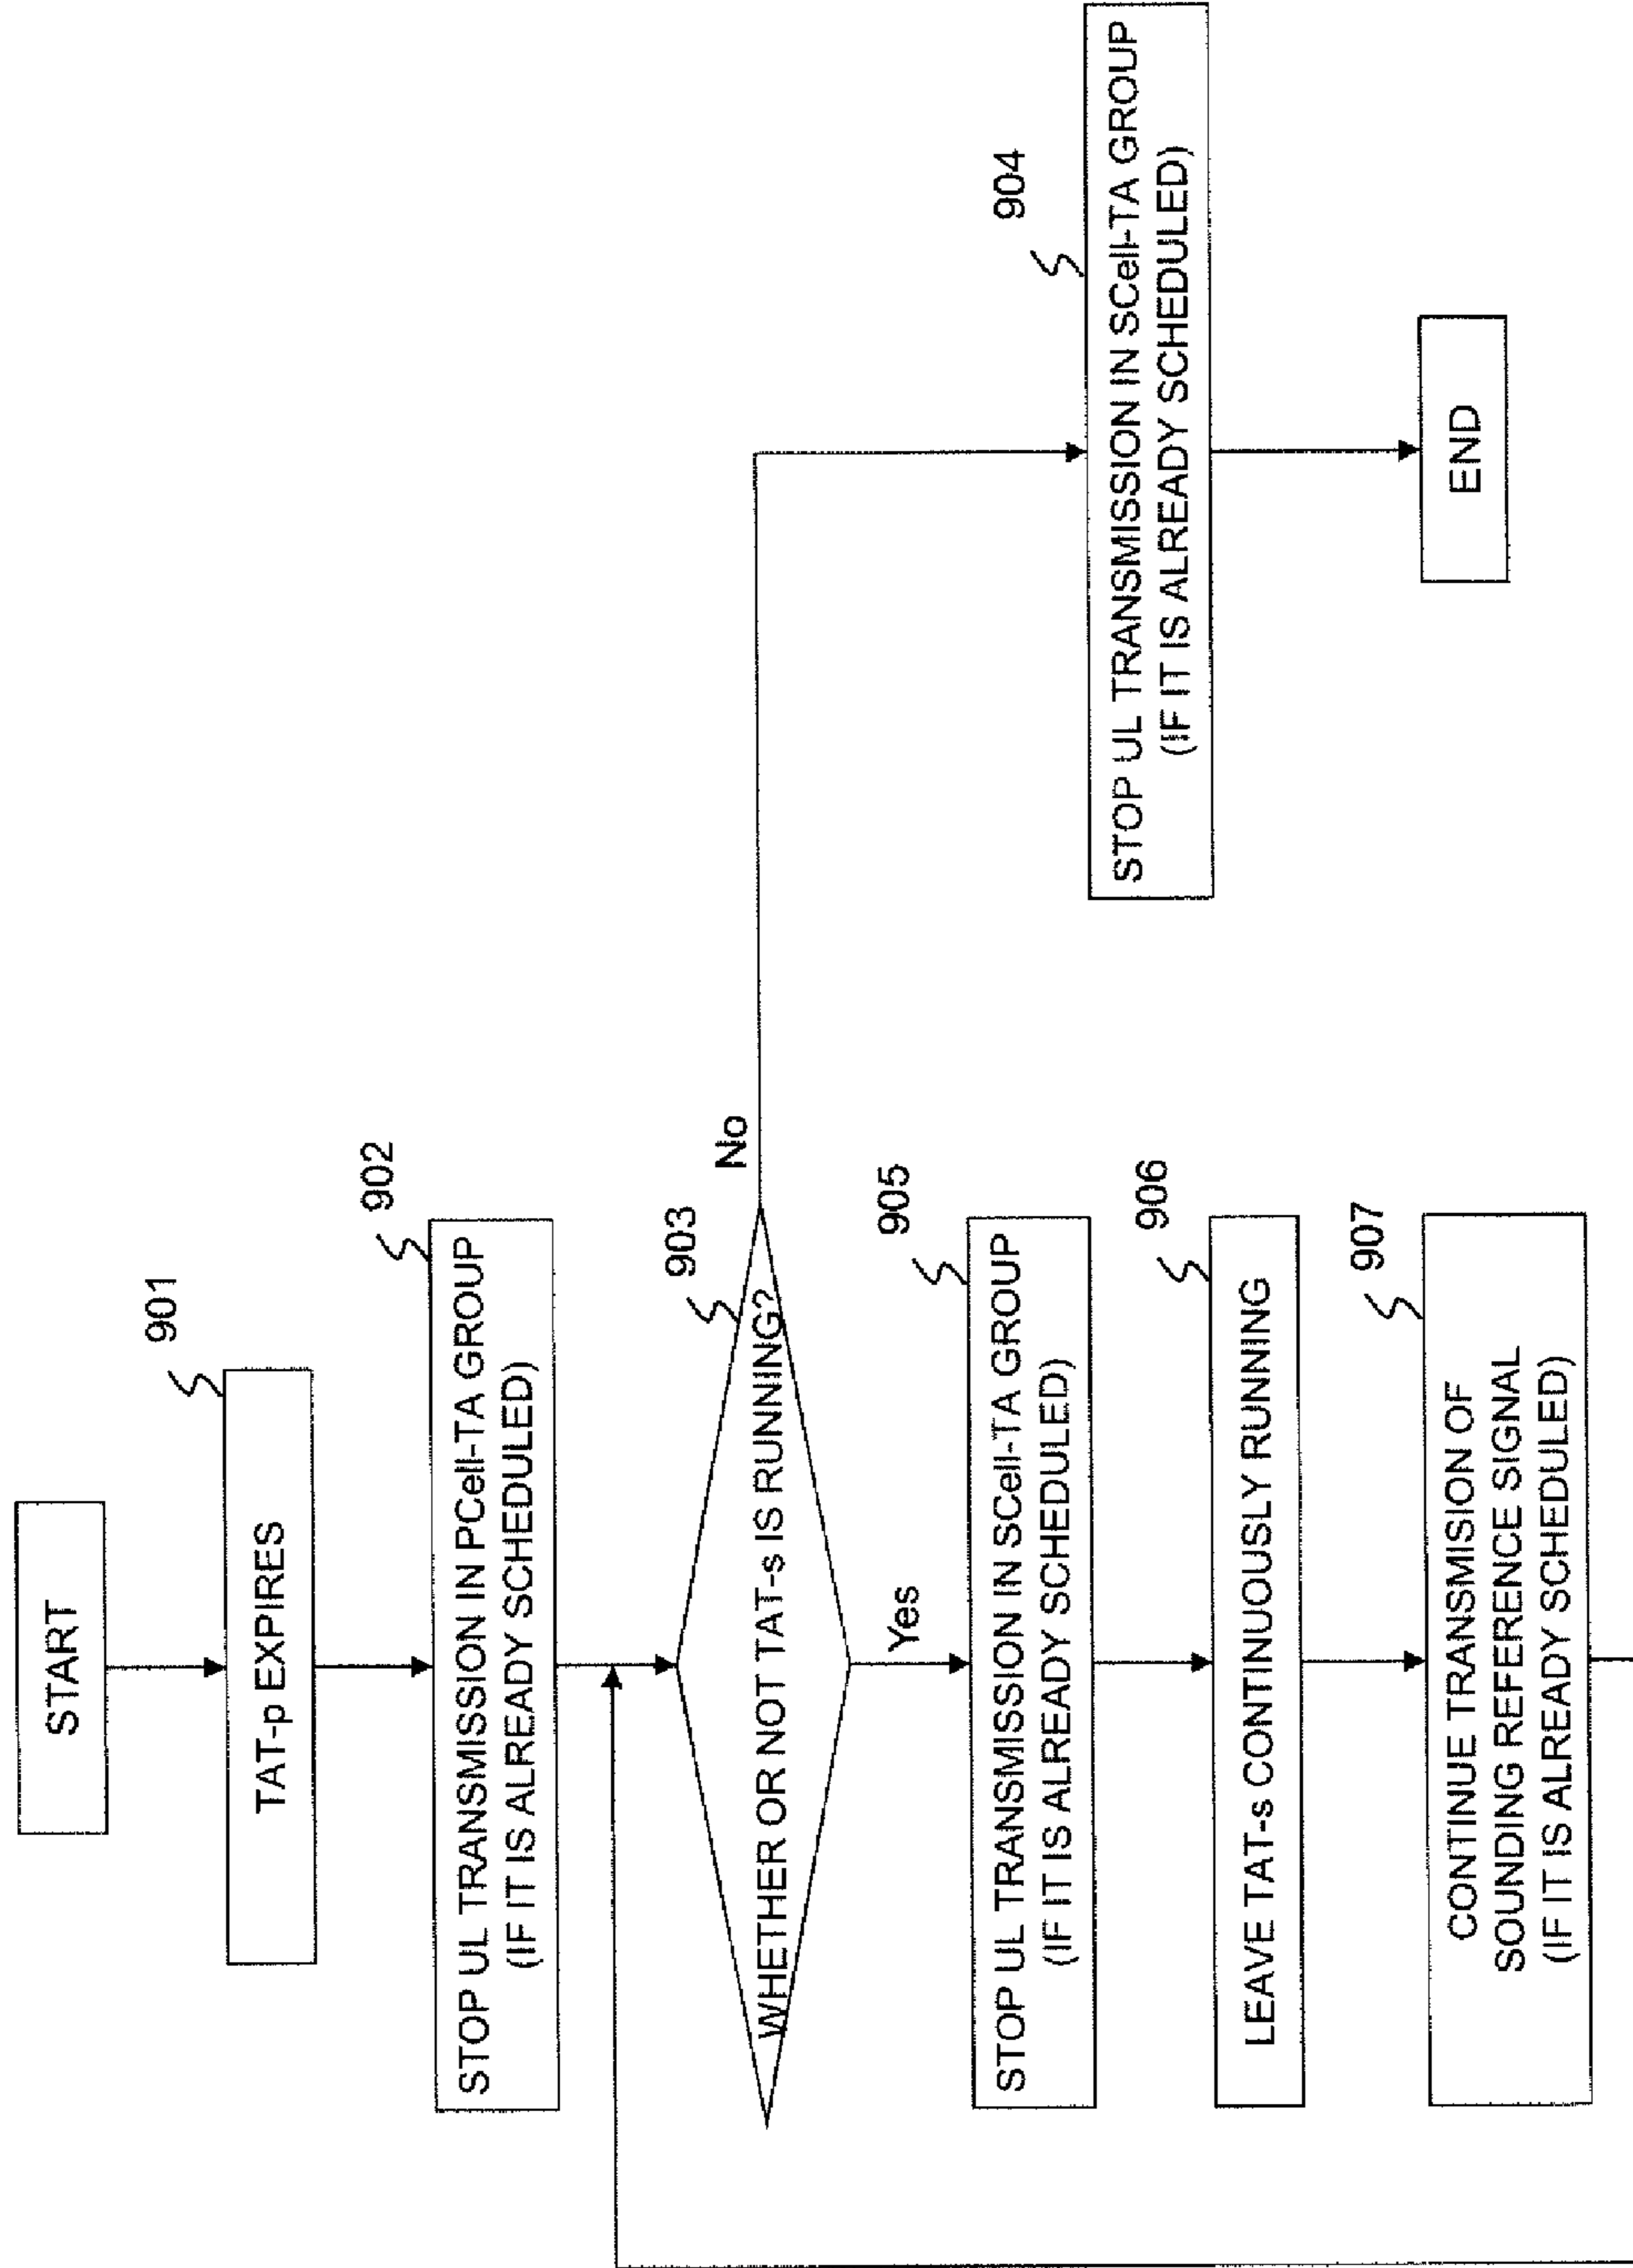 START
901
TAT-p EXPIRES
902
STOP UL TRANSMISSION IN PCell-TA GROUP
(IF IT IS ALREADY SCHEDULED)
903
WHETHER OR NOT TAT-s IS RUNNING?
No
Yes
904
STOP UL TRANSMISSION IN SCell-TA GROUP
(IF IT IS ALREADY SCHEDULED)
END
905
STOP UL TRANSMISSION IN SCell-TA GROUP
(IF IT IS ALREADY SCHEDULED)
906
LEAVE TAT-s CONTINUOUSLY RUNNING
907
CONTINUE TRANSMISION OF
SOUNDING REFERENCE SIGNAL
(IF IT IS ALREADY SCHEDULED)